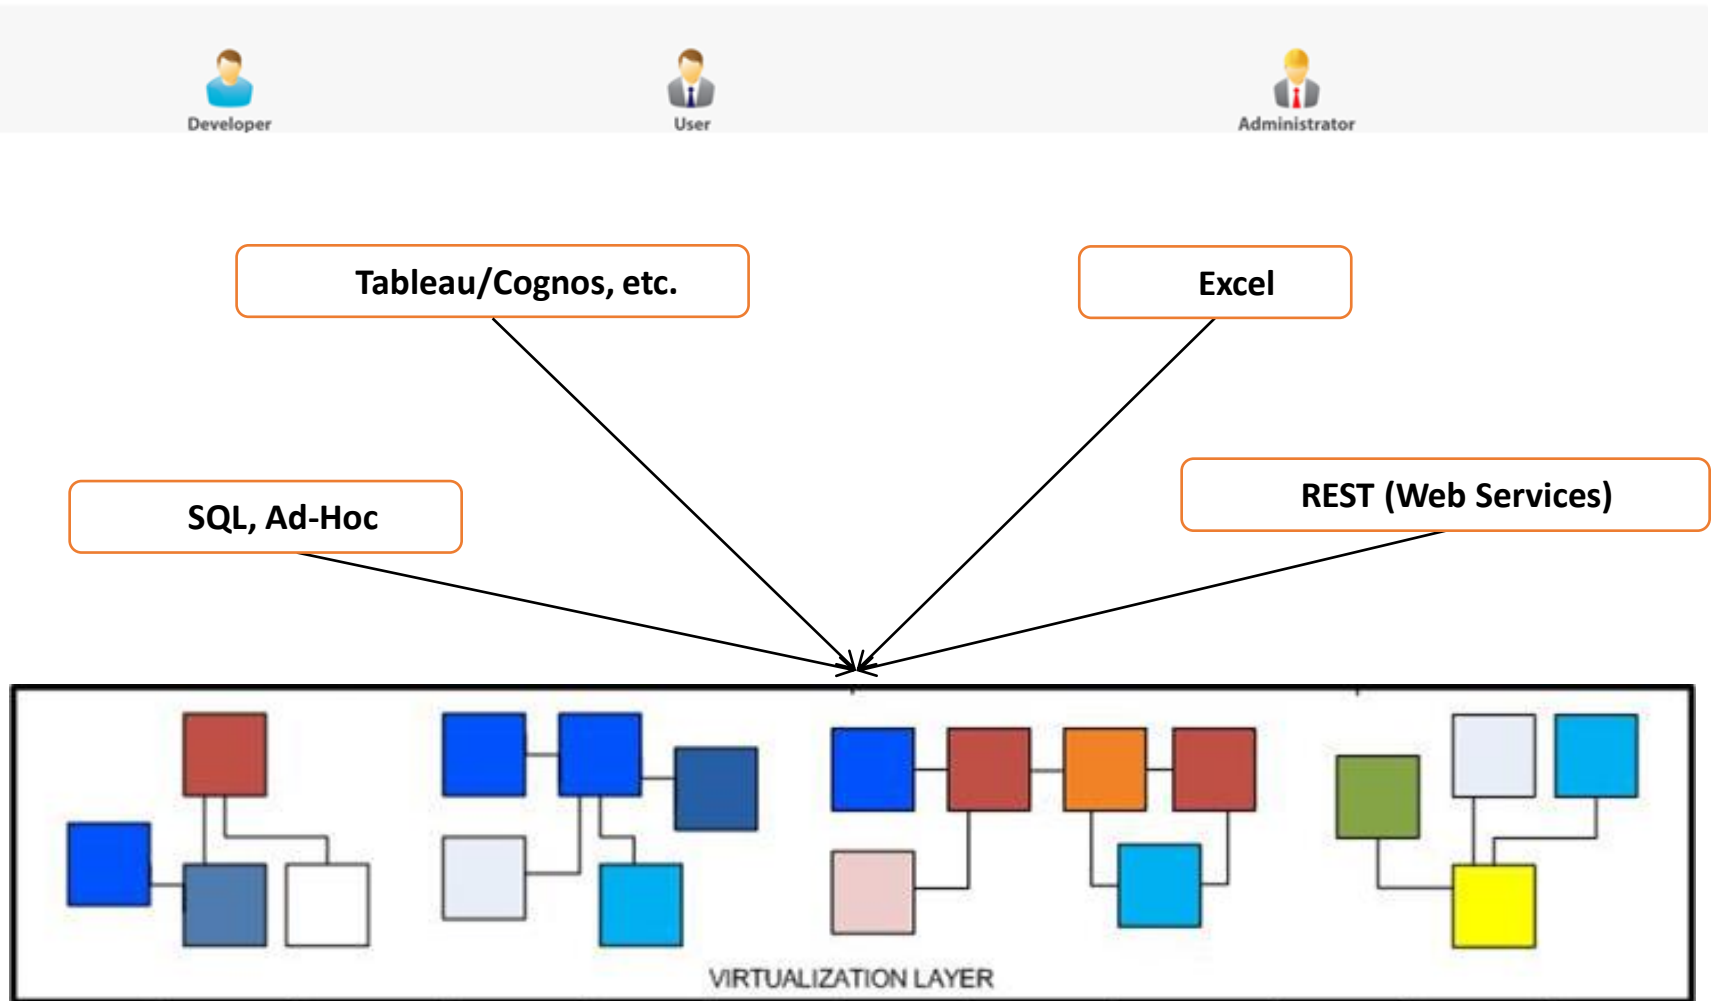 Developer
User
Administrator
Tableau/Cognos, etc.
Excel
SQL, Ad-Hoc
REST (Web Services)
VIRTUALIZATION LAYER